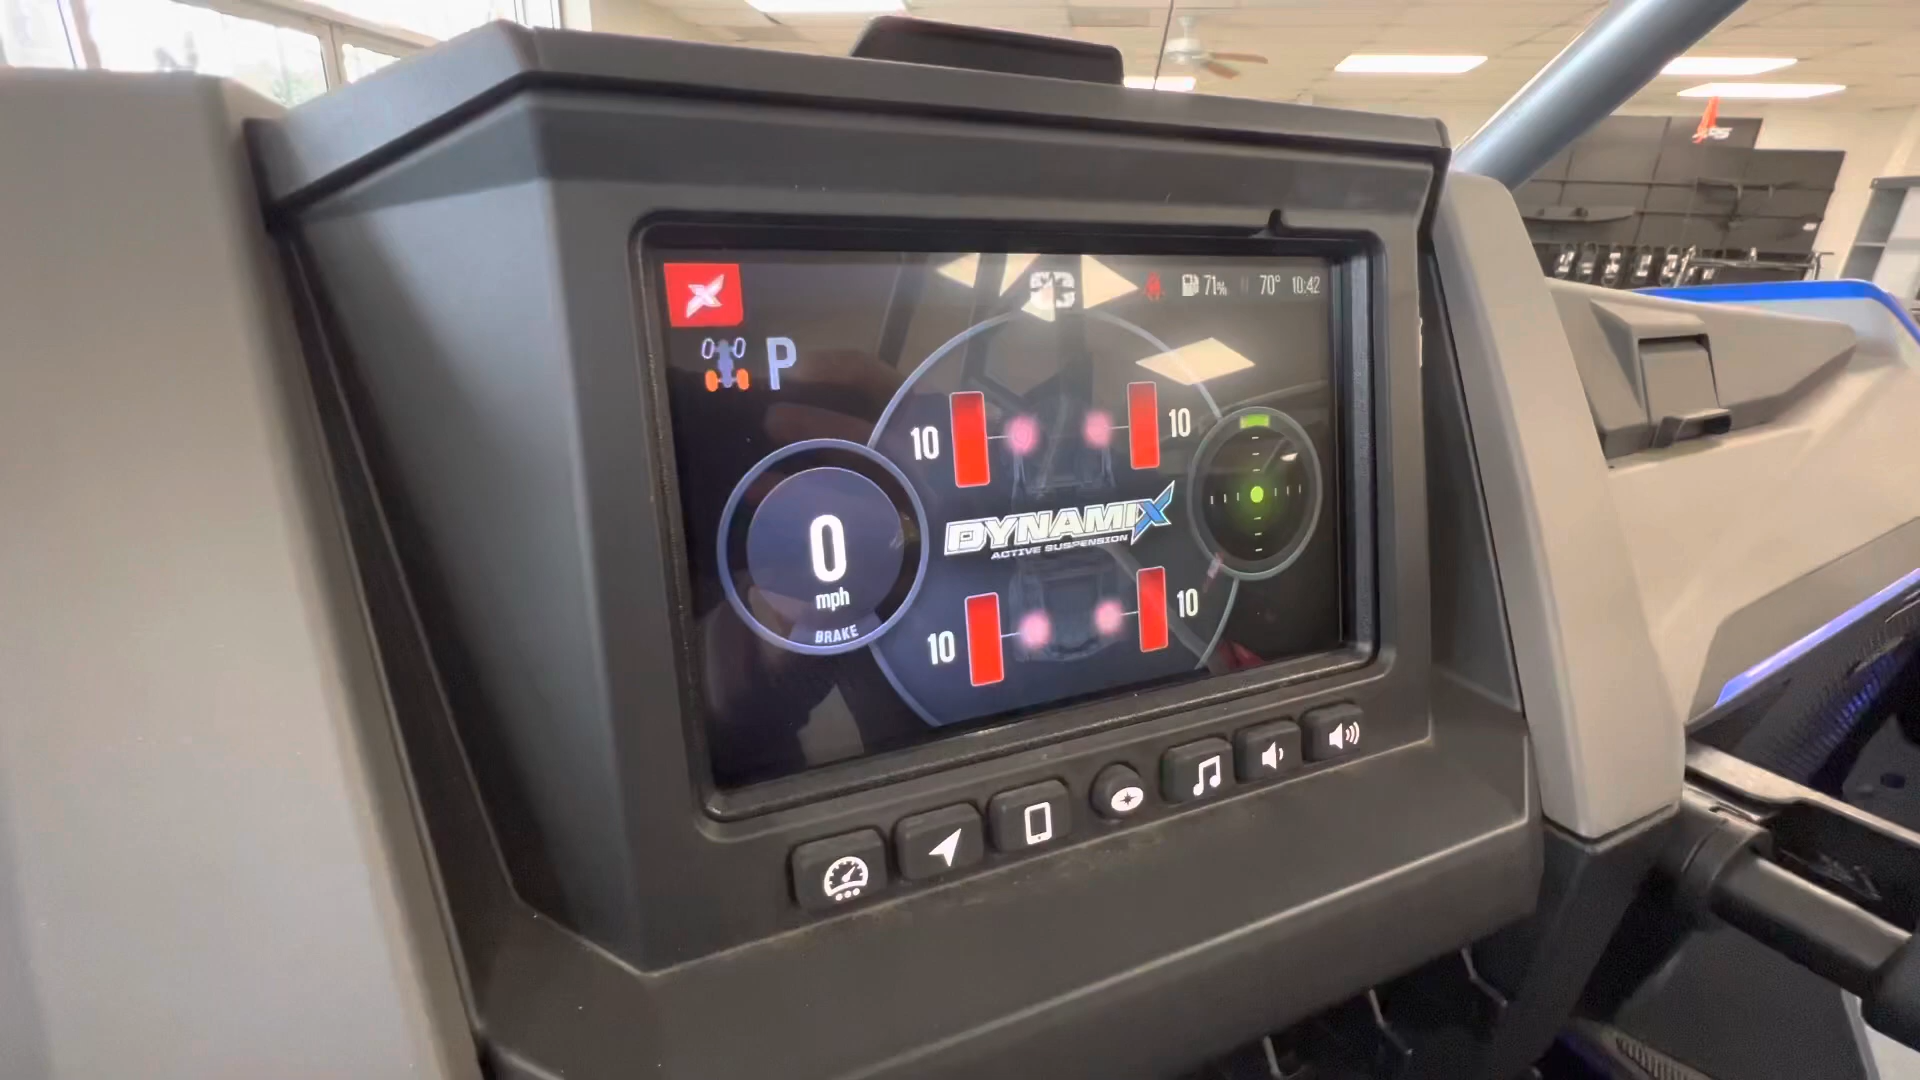 71% 70° 10:42
P
10 10
DYNAMIX
ACTIVE SUSPENSION
0
mph
BRAKE
10 10